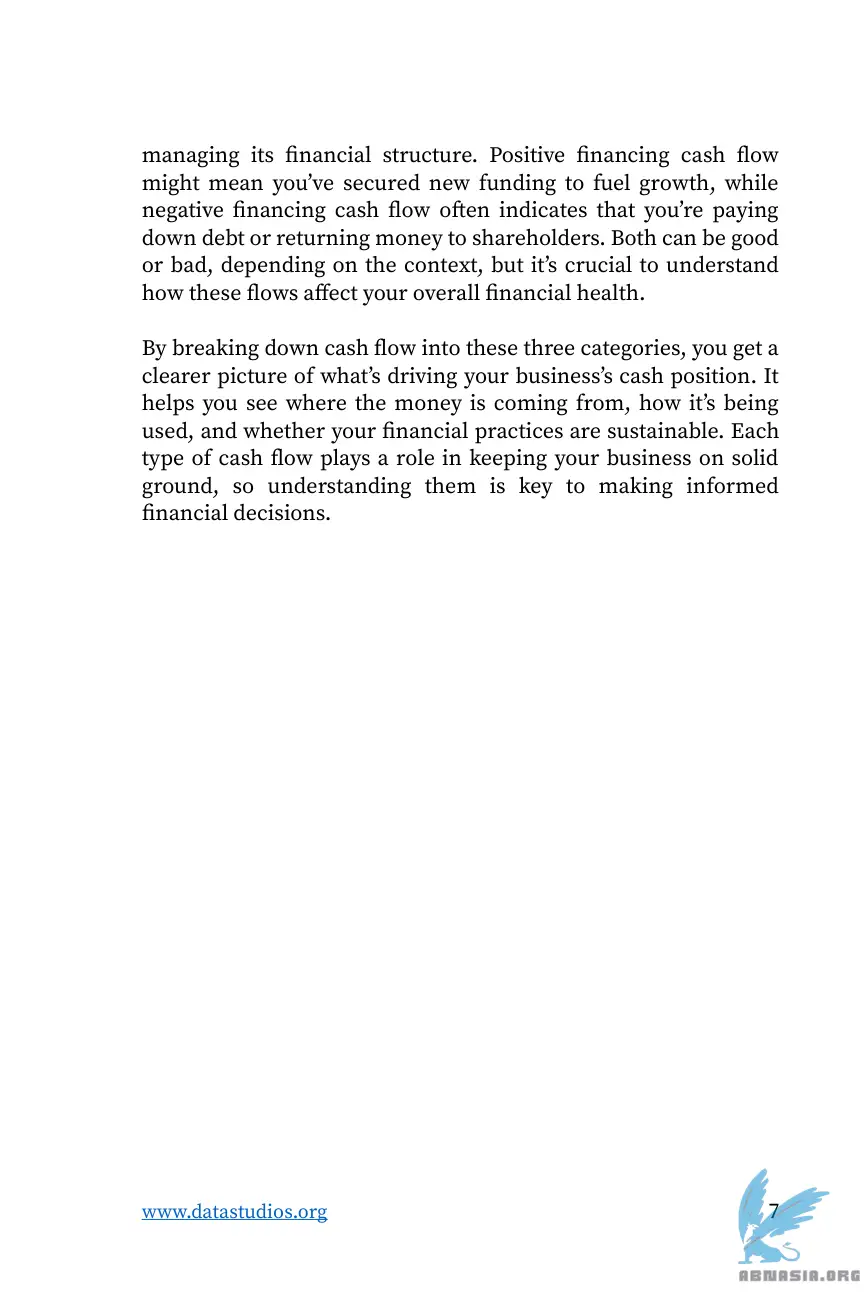 managing its financial structure. Positive financing cash flow
might mean you’ve secured new funding to fuel growth, while
negative financing cash flow often indicates that you’re paying
down debt or returning money to shareholders. Both can be good
or bad, depending on the context, but it’s crucial to understand
how these flows affect your overall financial health.
By breaking down cash flow into these three categories, you get a
clearer picture of what’s driving your business’s cash position. It
helps you see where the money is coming from, how it’s being
used, and whether your financial practices are sustainable. Each
type of cash flow plays a role in keeping your business on solid
ground, so understanding them is key to making informed
financial decisions.
www.datastudios.org 7
ABNASIA.ORG